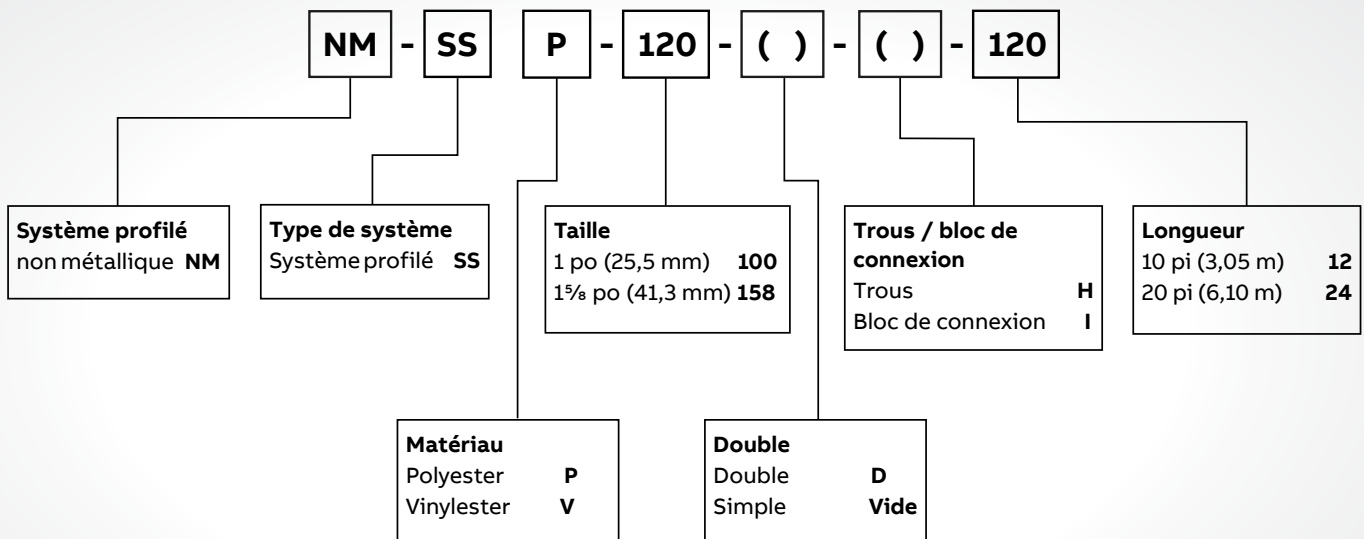 NM - SS P - 120 - ( ) - ( ) - 120
Système profilé
non métallique NM
Type de système
Système profilé SS
Taille
1 po (25,5 mm) 100
1⅝ po (41,3 mm) 158
Trous / bloc de
connexion
Trous H
Bloc de connexion I
Longueur
10 pi (3,05 m) 12
20 pi (6,10 m) 24
Matériau
Polyester P
Vinylester V
Double
Double D
Simple Vide